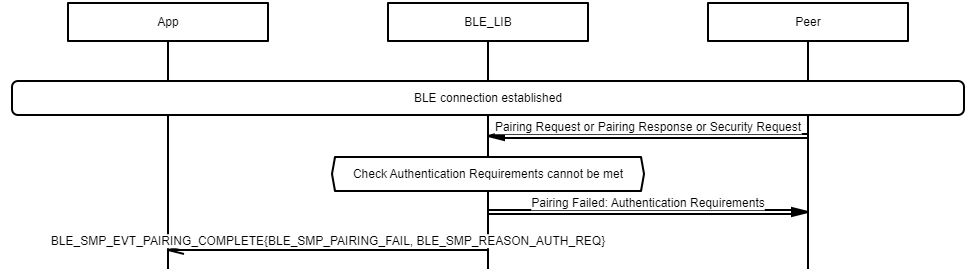 App
BLE_LIB
Peer
BLE connection established
Pairing Request or Pairing Response or Security Request
Check Authentication Requirements cannot be met
Pairing Failed: Authentication Requirements
BLE_SMP_EVT_PAIRING_COMPLETE{BLE_SMP_PAIRING_FAIL, BLE_SMP_REASON_AUTH_REQ}